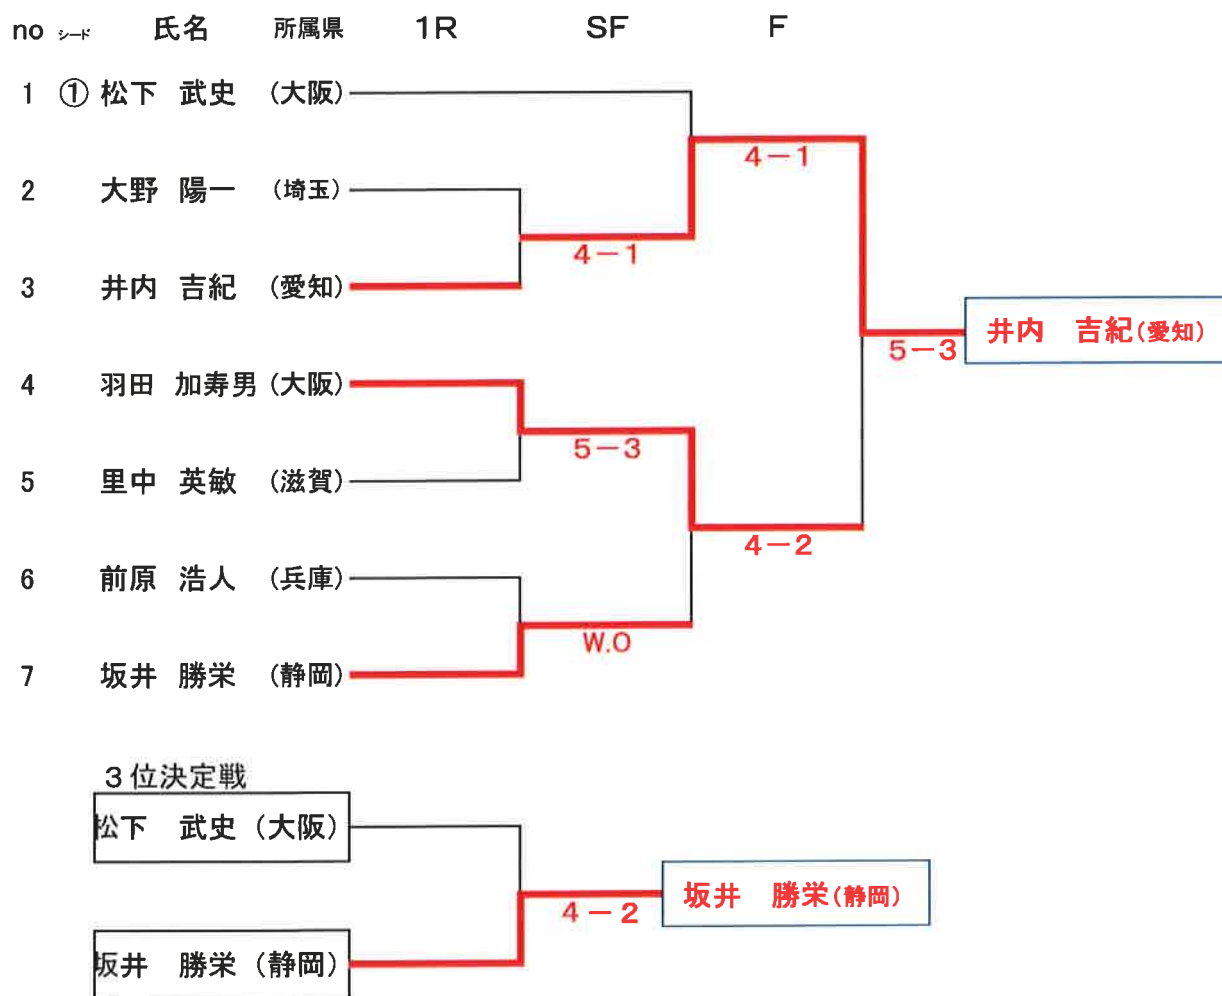 no シード 氏名 所属県 1R SF F
1 ① 松下 武史 (大阪)
4-1
2 大野 陽一 (埼玉)
4-1
3 井内 吉紀 (愛知)
井内 吉紀(愛知)
5-3
4 羽田 加寿男 (大阪)
5-3
5 里中 英敏 (滋賀)
4-2
6 前原 浩人 (兵庫)
W.O
7 坂井 勝栄 (静岡)
3位決定戦
松下 武史 (大阪)
坂井 勝栄(静岡)
4-2
坂井 勝栄 (静岡)